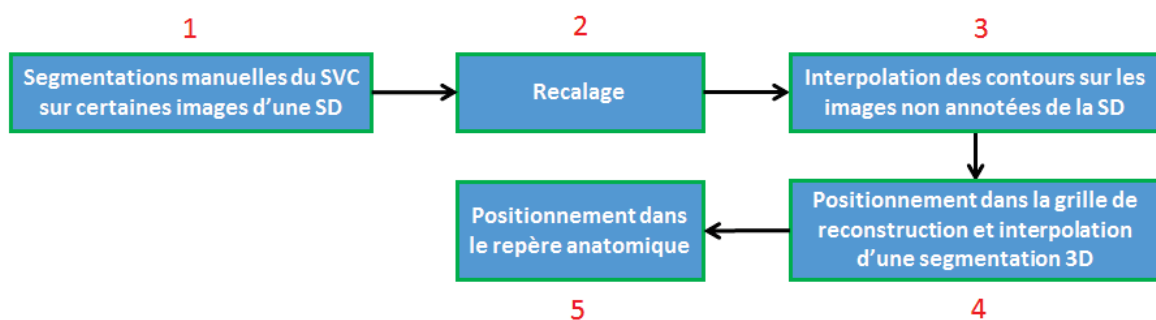 1
Segmentations manuelles du SVC
sur certaines images d'une SD
2
Recalage
3
Interpolation des contours sur les
images non annotées de la SD
Positionnement dans la grille de
reconstruction et interpolation
d'une segmentation 3D
4
Positionnement dans
le repère anatomique
5